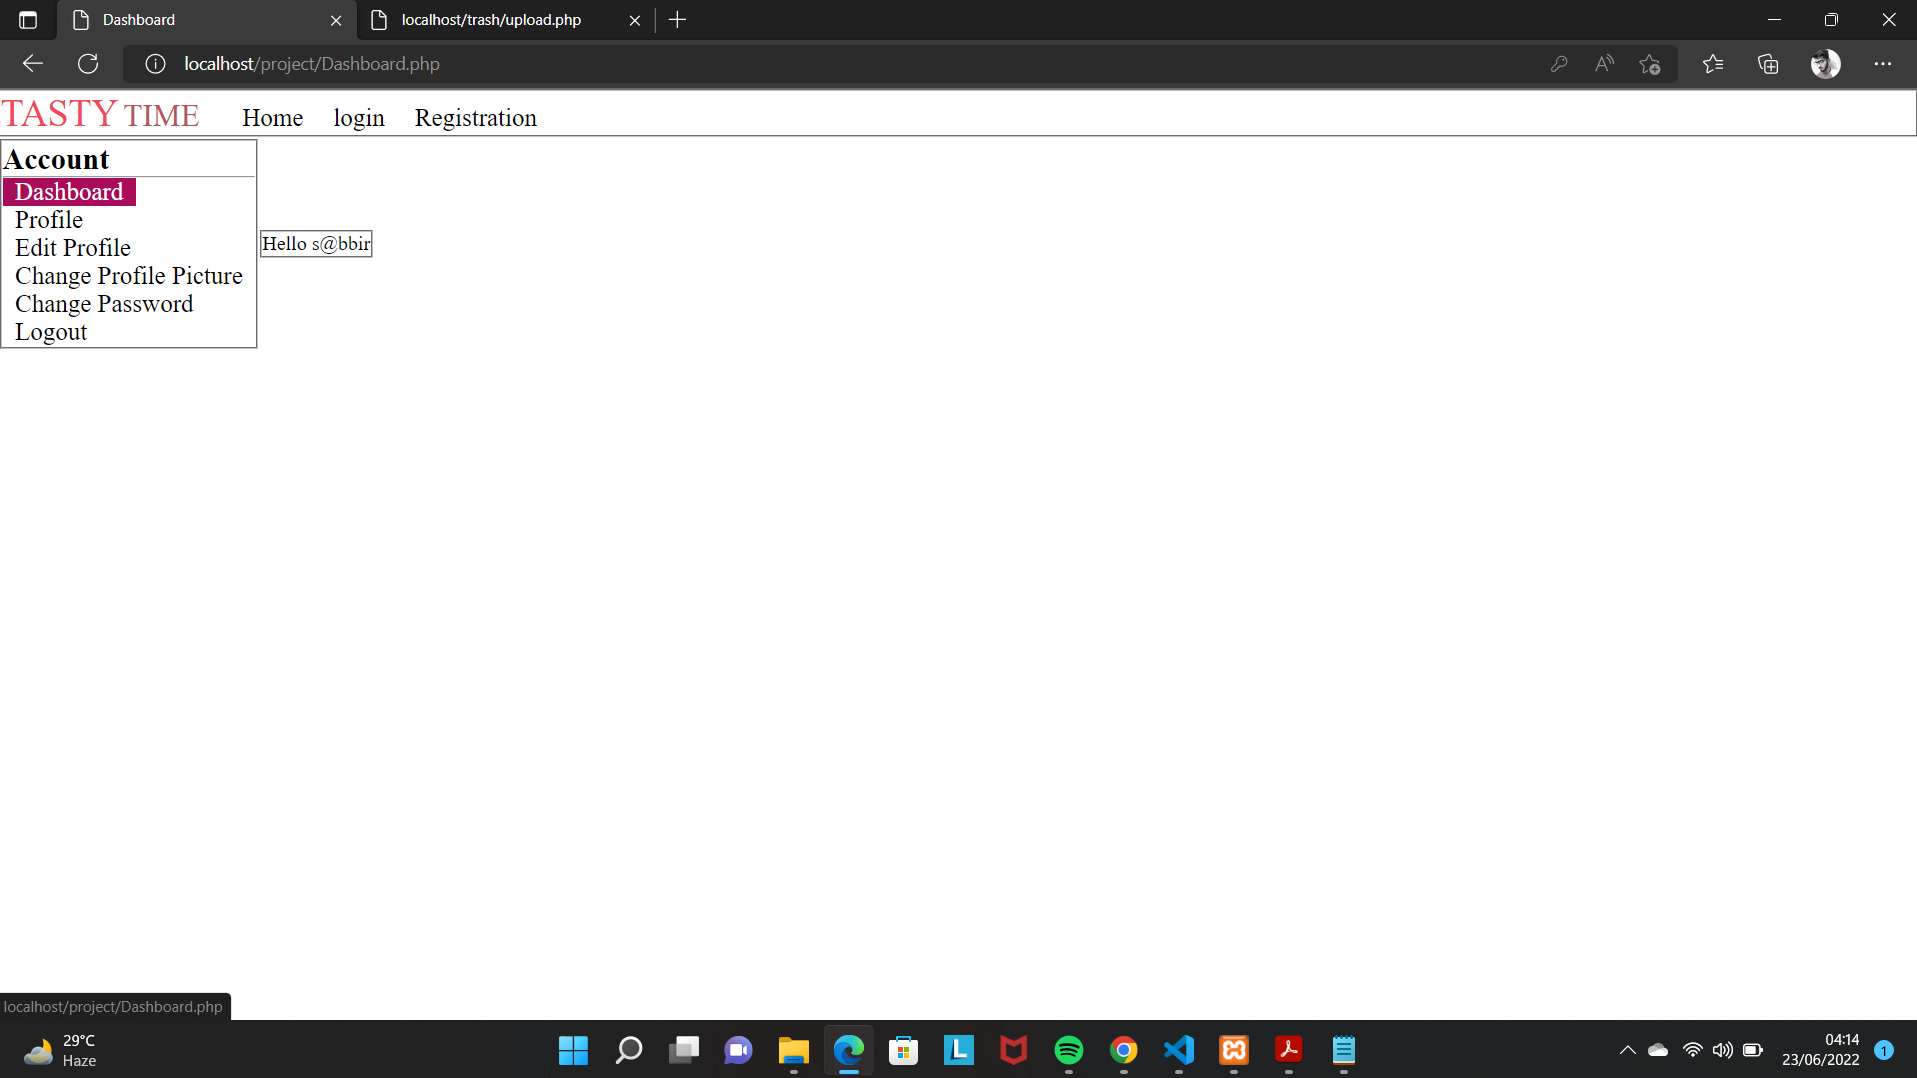 Dashboard
localhost/trash/upload.php
localhost/project/Dashboard.php
TASTY TIME Home login Registration
Account
Dashboard
Profile
Edit Profile
Change Profile Picture
Change Password
Logout
Hello s@bbir
localhost/project/Dashboard.php
29°C
Haze
04:14
23/06/2022
1